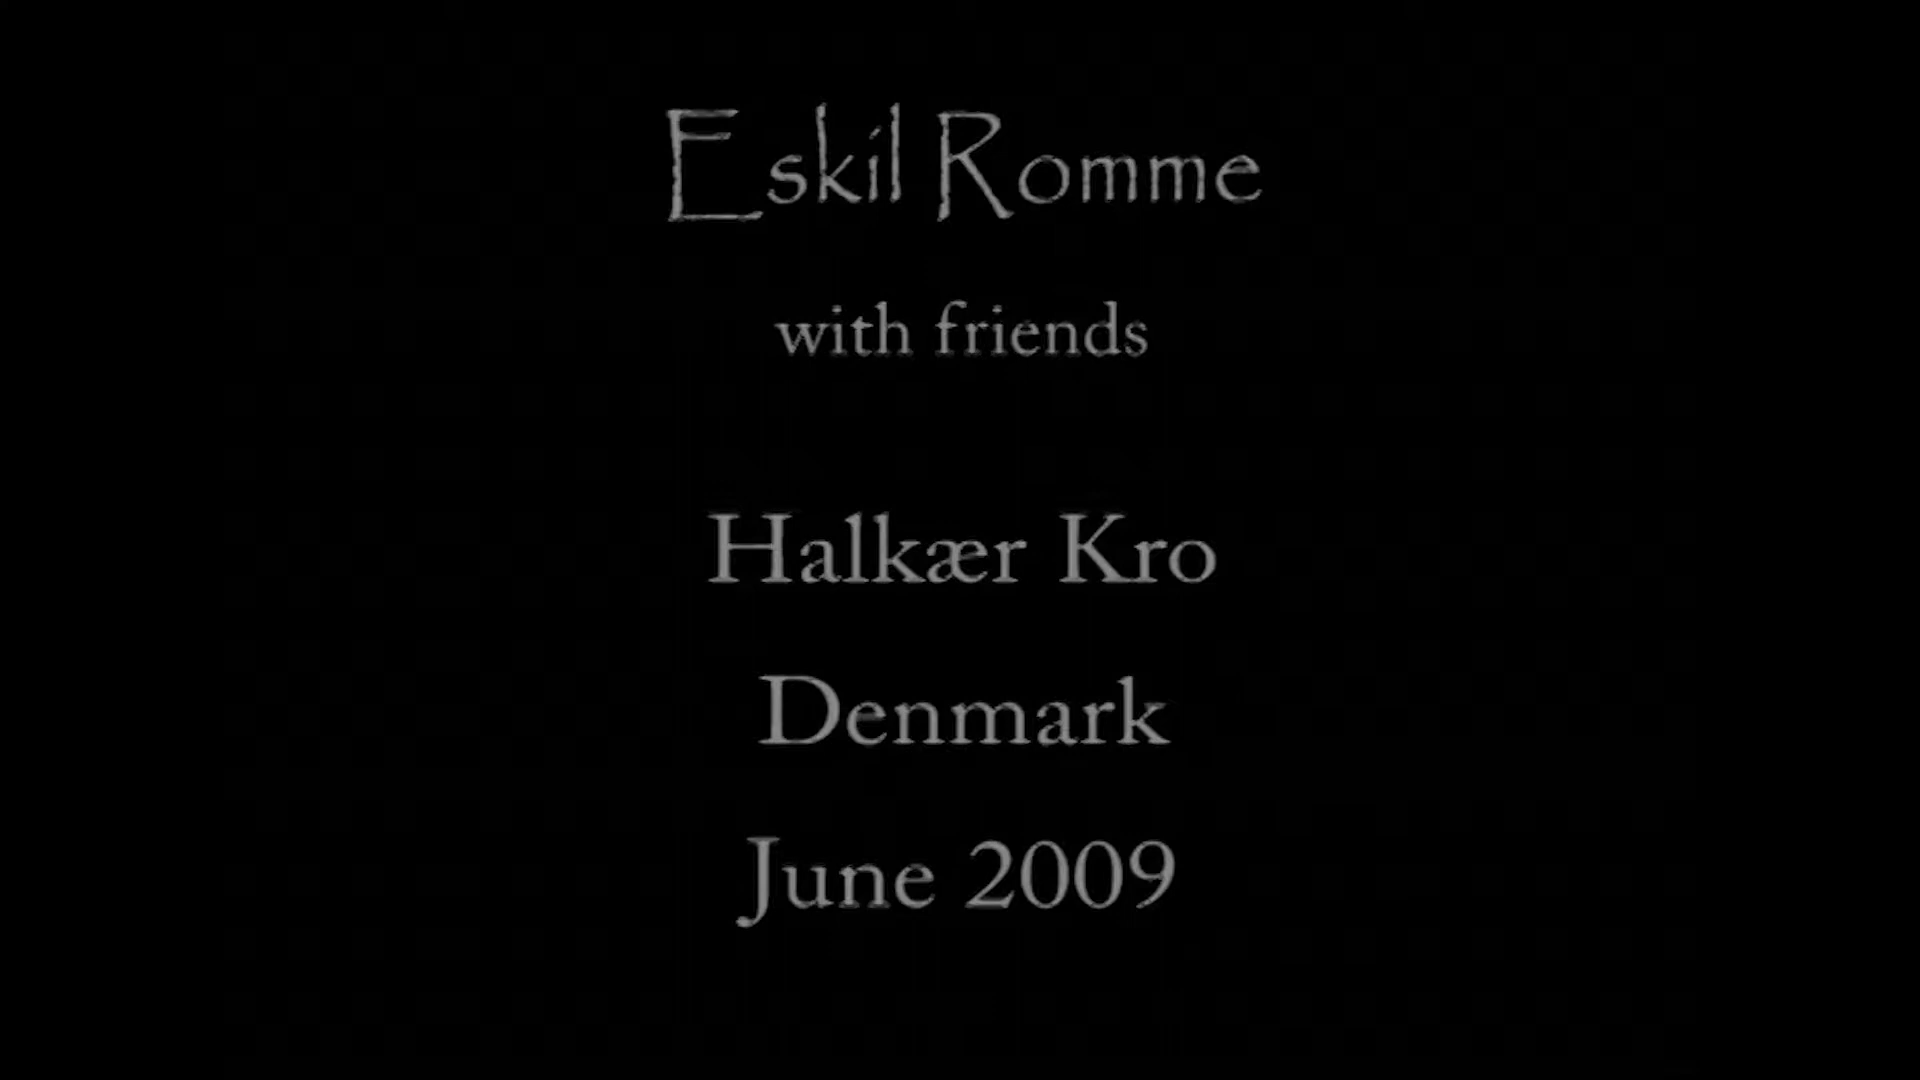 Eskil Romme
with friends
Halkær Kro
Denmark
June 2009